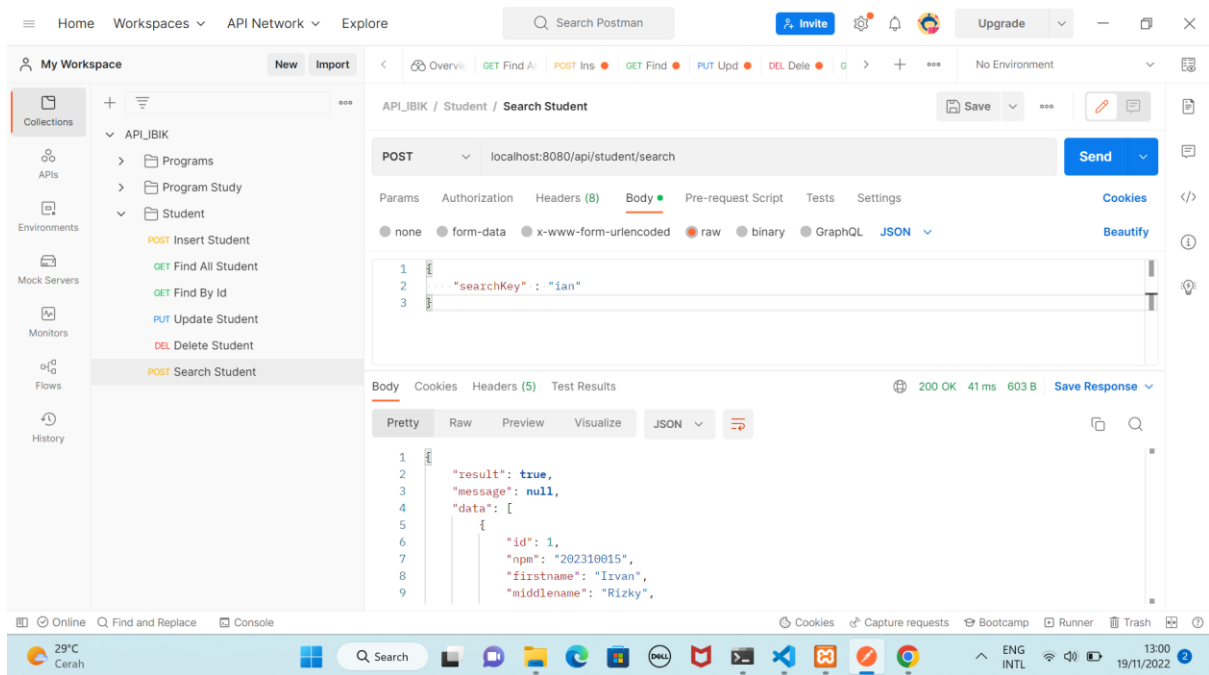 Home Workspaces API Network Explore Search Postman Invite Upgrade
My Workspace New Import Overvie GET Find Al POST Ins GET Find PUT Upd DEL Dele No Environment
Collections
APIs
Environments
Mock Servers
Monitors
Flows
History
API_IBIK
Programs
Program Study
Student
POST Insert Student
GET Find All Student
GET Find By Id
PUT Update Student
DEL Delete Student
POST Search Student
API_IBIK / Student / Search Student Save
POST localhost:8080/api/student/search Send
Params Authorization Headers (8) Body Pre-request Script Tests Settings Cookies
none form-data x-www-form-urlencoded raw binary GraphQL JSON Beautify
1 {
2 "searchKey" : "ian"
3 }
Body Cookies Headers (5) Test Results 200 OK 41 ms 603 B Save Response
Pretty Raw Preview Visualize JSON
1 {
2 "result": true,
3 "message": null,
4 "data": [
5 {
6 "id": 1,
7 "npm": "202310015",
8 "firstname": "Irvan",
9 "middlename": "Rizky",
Online Find and Replace Console Cookies Capture requests Bootcamp Runner Trash
29°C
Cerah
Search
DELL
ENG
INTL
13:00
19/11/2022
2